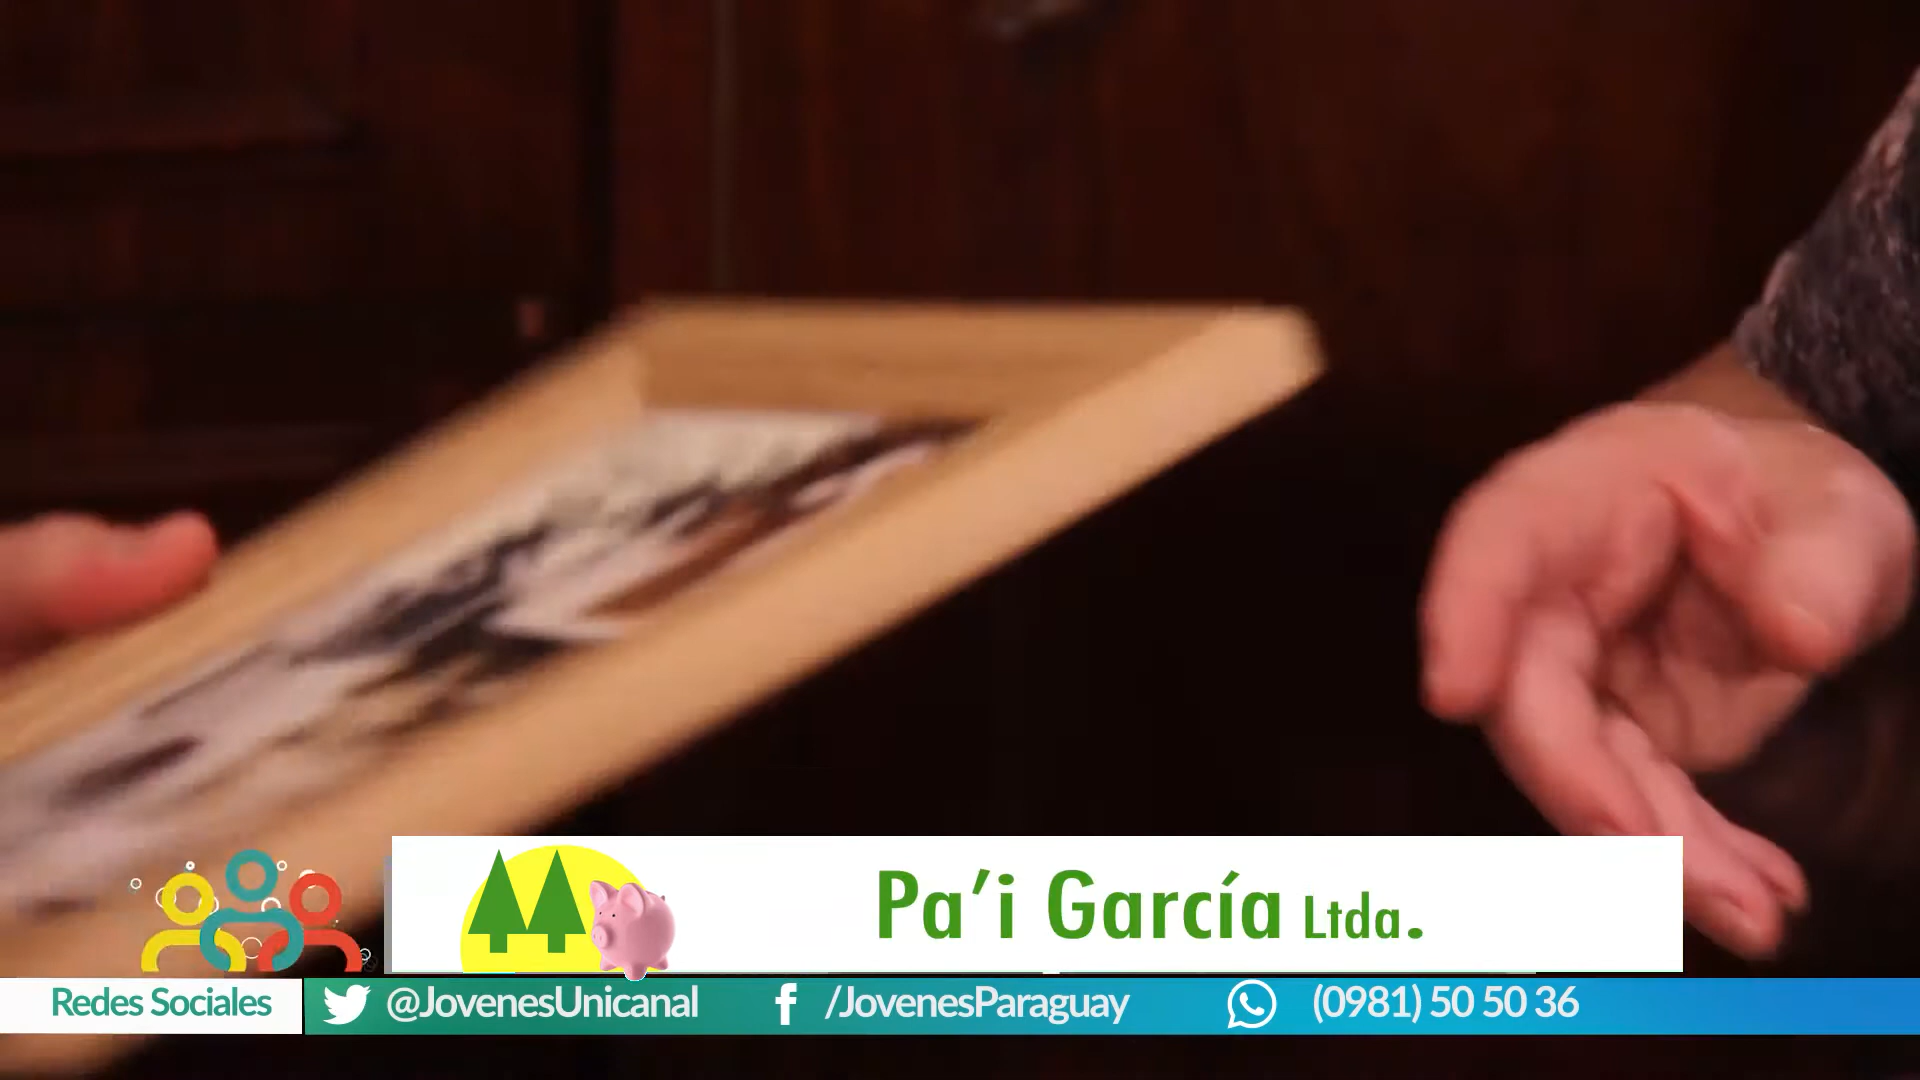 Pa'i García Ltda.
Redes Sociales @JovenesUnicanal /JovenesParaguay (0981) 50 50 36